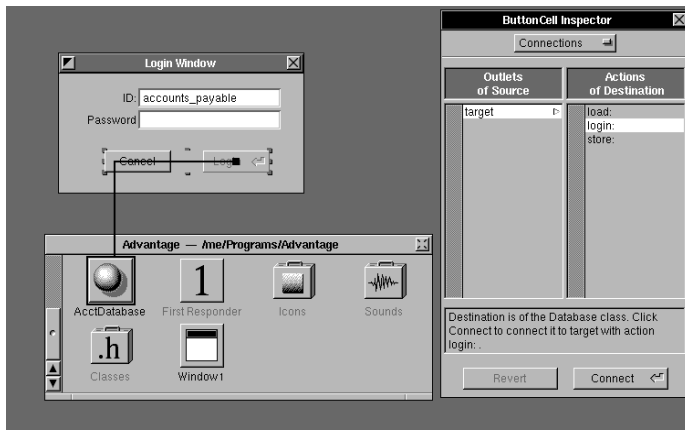 Login Window
ID: accounts_payable
Password
Cancel
Login
Advantage — /me/Programs/Advantage
AcctDatabase
First Responder
Icons
Sounds
.h
Classes
1
Window1
ButtonCell Inspector
Connections
Outlets
of Source
Actions
of Destination
target
load:
login:
store:
Destination is of the Database class. Click
Connect to connect it to target with action
login: .
Revert
Connect